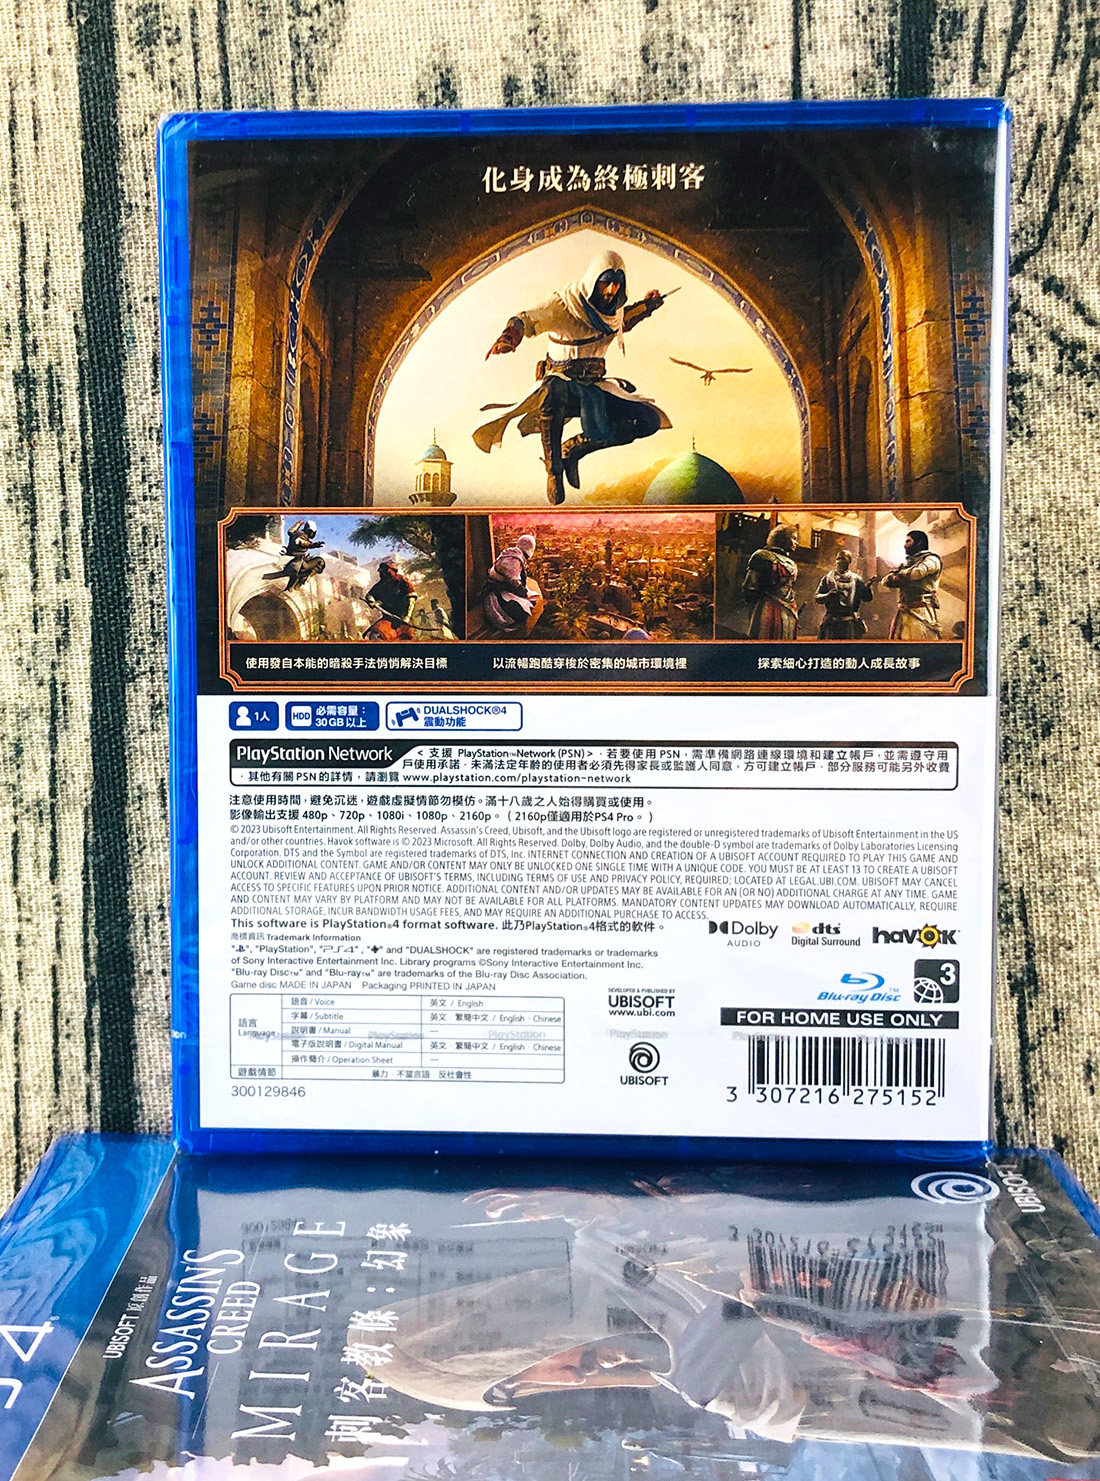 化身成為終極刺客
使用發自本能的暗殺手法悄悄解決目標
以流暢跑酷穿梭於密集的城市環境裡
探索細心打造的動人成長故事
1人
HDD 必需容量：
30GB以上
DUALSHOCK®4
震動功能
PlayStation Network
< 支援 PlayStation™Network (PSN) >‧若要使用 PSN，需準備網路連線環境和建立帳戶，並需遵守用
戶使用承諾‧未滿法定年齡的使用者必須先得家長或監護人同意，方可建立帳戶‧部分服務可能另外收費
‧其他有關 PSN 的詳情，請瀏覽 www.playstation.com/playstation-network
注意使用時間，避免沉迷，遊戲虛擬情節勿模仿。滿十八歲之人始得購買或使用。
影像輸出支援 480p、720p、1080i、1080p、2160p。（2160p僅適用於PS4 Pro。）
© 2023 Ubisoft Entertainment. All Rights Reserved. Assassin's Creed, Ubisoft, and the Ubisoft logo are registered or unregistered trademarks of Ubisoft Entertainment in the US
and/or other countries. Havok software is © 2023 Microsoft. All Rights Reserved. Dolby, Dolby Audio, and the double-D symbol are trademarks of Dolby Laboratories Licensing
Corporation. DTS and the Symbol are registered trademarks of DTS, Inc. INTERNET CONNECTION AND CREATION OF A UBISOFT ACCOUNT REQUIRED TO PLAY THIS GAME AND
UNLOCK ADDITIONAL CONTENT. GAME AND/OR CONTENT MAY ONLY BE UNLOCKED ONE SINGLE TIME WITH A UNIQUE CODE. YOU MUST BE AT LEAST 13 TO CREATE A UBISOFT
ACCOUNT. REVIEW AND ACCEPTANCE OF UBISOFT'S TERMS, INCLUDING TERMS OF USE AND PRIVACY POLICY, REQUIRED; LOCATED AT LEGAL.UBI.COM. UBISOFT MAY CANCEL
ACCESS TO SPECIFIC FEATURES UPON PRIOR NOTICE. ADDITIONAL CONTENT AND/OR UPDATES MAY BE AVAILABLE FOR AN (OR NO) ADDITIONAL CHARGE AT ANY TIME. GAME
AND CONTENT MAY VARY BY PLATFORM AND MAY NOT BE AVAILABLE FOR ALL PLATFORMS. MANDATORY CONTENT UPDATES MAY DOWNLOAD AUTOMATICALLY, REQUIRE
ADDITIONAL STORAGE, INCUR BANDWIDTH USAGE FEES, AND MAY REQUIRE AN ADDITIONAL PURCHASE TO ACCESS.
This software is PlayStation®4 format software. 此乃PlayStation®4格式的軟件。
商標資訊 Trademark Information
"PlayStation", "PS4", and "DUALSHOCK" are registered trademarks or trademarks
of Sony Interactive Entertainment Inc. Library programs ©Sony Interactive Entertainment Inc.
"Blu-ray Disc™" and "Blu-ray™" are trademarks of the Blu-ray Disc Association.
Game disc MADE IN JAPAN Packaging PRINTED IN JAPAN
Dolby
AUDIO
dts
Digital Surround
havok
Blu-ray Disc™
3
FOR HOME USE ONLY
語言
Language
語音 / Voice 英文 / English
字幕 / Subtitle 英文‧繁簡中文 / English‧Chinese
說明書 / Manual —
電子版說明書 / Digital Manual 英文‧繁簡中文 / English‧Chinese
操作簡介 / Operation Sheet —
遊戲情節 暴力‧不當言語‧反社會性
300129846
DEVELOPED & PUBLISHED BY
UBISOFT
www.ubi.com
UBISOFT
PlayStation
3 307216 275152
UBISOFT
UBISOFT 原創作品
ASSASSIN'S
CREED
MIRAGE
刺客教條：幻象
4